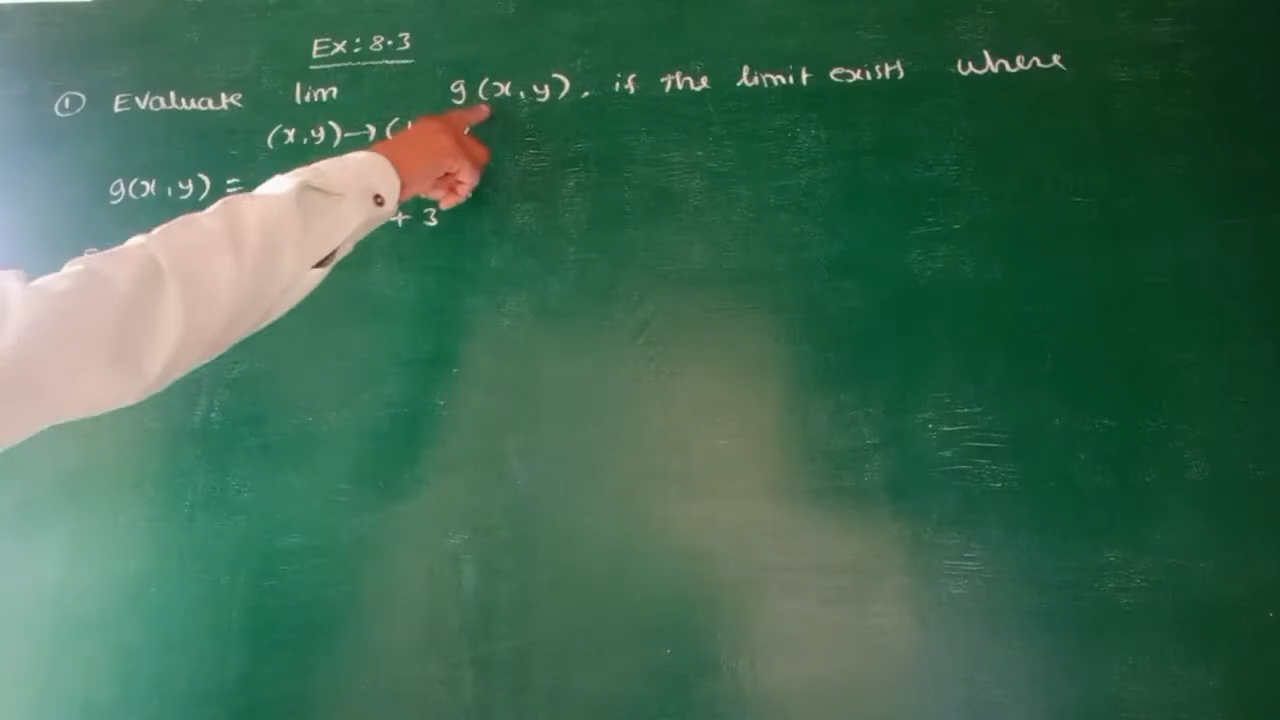 Ex: 8.3
① Evaluate lim g(x,y), if the limit exists where
(x,y)→(
g(x,y) =
+ 3